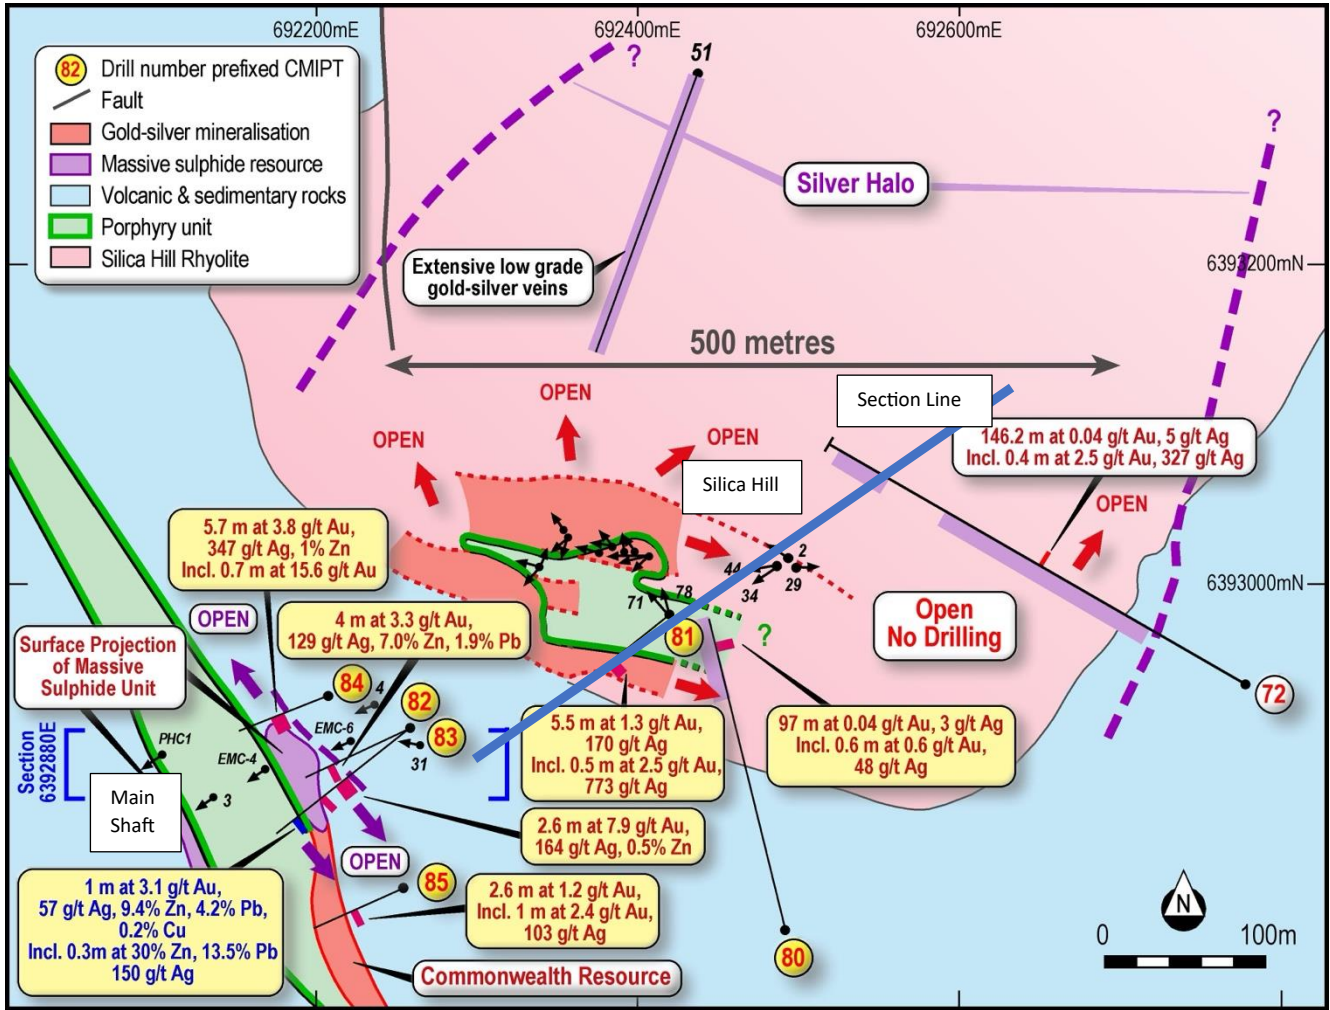 692200mE
692400mE
692600mE
82 Drill number prefixed CMIPT
Fault
Gold-silver mineralisation
Massive sulphide resource
Volcanic & sedimentary rocks
Porphyry unit
Silica Hill Rhyolite
?
51
?
Silver Halo
Extensive low grade
gold-silver veins
6393200mN
500 metres
Section Line
OPEN
OPEN
OPEN
146.2 m at 0.04 g/t Au, 5 g/t Ag
Incl. 0.4 m at 2.5 g/t Au, 327 g/t Ag
Silica Hill
OPEN
5.7 m at 3.8 g/t Au,
347 g/t Ag, 1% Zn
Incl. 0.7 m at 15.6 g/t Au
2
44
29
34
6393000mN
78
71
81
?
Open
No Drilling
OPEN
4 m at 3.3 g/t Au,
129 g/t Ag, 7.0% Zn, 1.9% Pb
Surface Projection
of Massive
Sulphide Unit
84
4
82
72
EMC-6
83
PHC1
EMC-4
31
Section
6392880E
5.5 m at 1.3 g/t Au,
170 g/t Ag
Incl. 0.5 m at 2.5 g/t Au,
773 g/t Ag
97 m at 0.04 g/t Au, 3 g/t Ag
Incl. 0.6 m at 0.6 g/t Au,
48 g/t Ag
Main
Shaft
3
2.6 m at 7.9 g/t Au,
164 g/t Ag, 0.5% Zn
OPEN
1 m at 3.1 g/t Au,
57 g/t Ag, 9.4% Zn, 4.2% Pb,
0.2% Cu
Incl. 0.3m at 30% Zn, 13.5% Pb
150 g/t Ag
85
2.6 m at 1.2 g/t Au,
Incl. 1 m at 2.4 g/t Au,
103 g/t Ag
Commonwealth Resource
80
N
0
100m